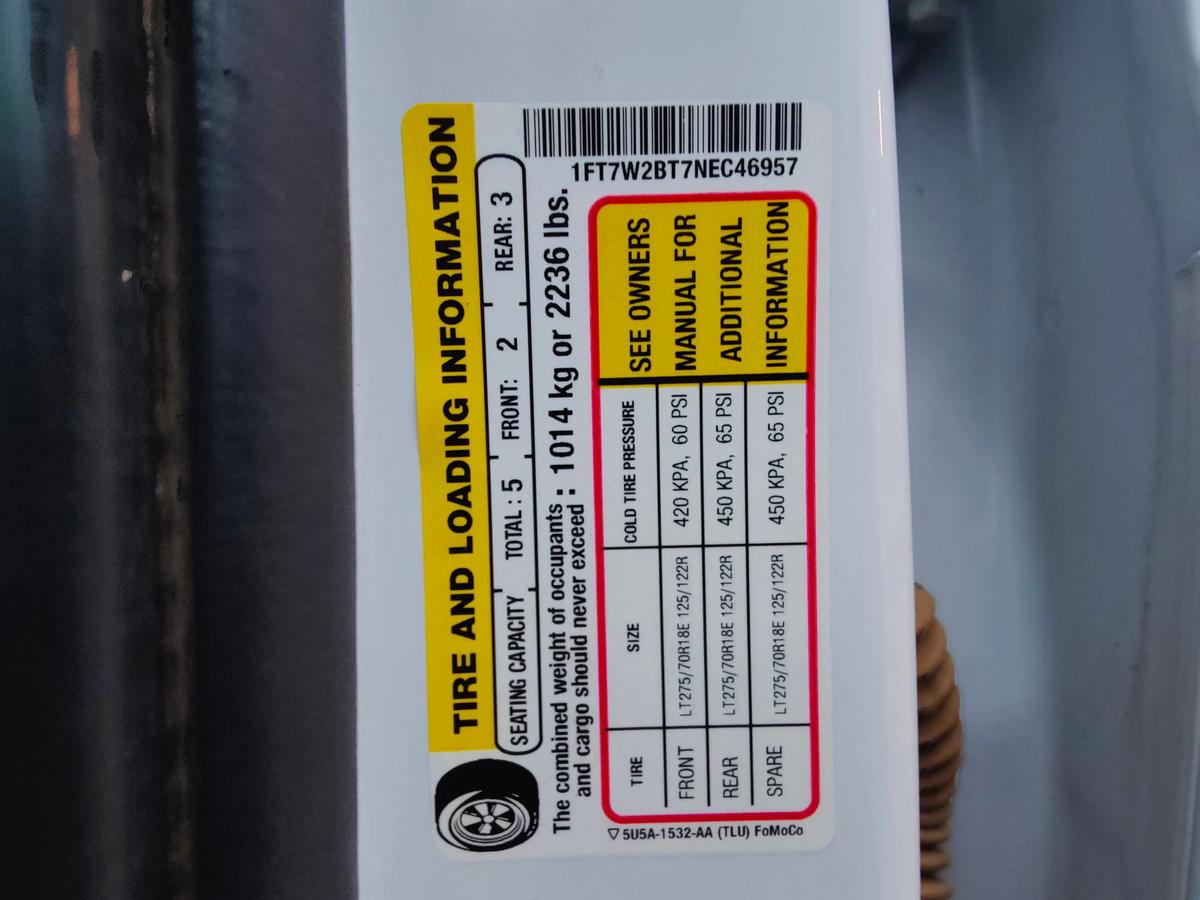 TIRE AND LOADING INFORMATION
SEATING CAPACITY TOTAL : 5 FRONT: 2 REAR: 3
The combined weight of occupants
and cargo should never exceed : 1014 kg or 2236 lbs.
1FT7W2BT7NEC46957
TIRE SIZE COLD TIRE PRESSURE
FRONT LT275/70R18E 125/122R 420 KPA, 60 PSI
REAR LT275/70R18E 125/122R 450 KPA, 65 PSI
SPARE LT275/70R18E 125/122R 450 KPA, 65 PSI
SEE OWNERS
MANUAL FOR
ADDITIONAL
INFORMATION
5U5A-1532-AA (TLU) FoMoCo